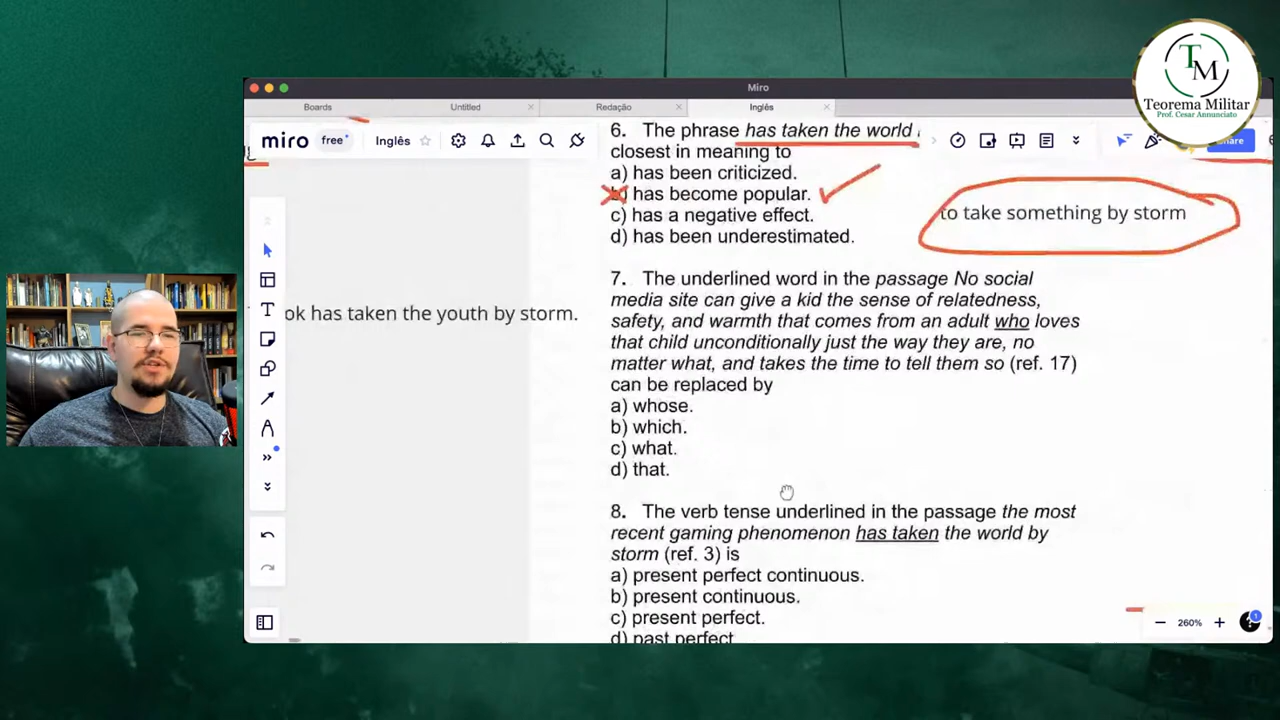 TM
Teorema Militar
Prof. Cesar Annunciato
Miro
Boards
Untitled
Redação
Inglês
miro free Inglês
Share
6. The phrase has taken the world
closest in meaning to
a) has been criticized.
b) has become popular.
c) has a negative effect.
d) has been underestimated.
to take something by storm
7. The underlined word in the passage No social
media site can give a kid the sense of relatedness,
safety, and warmth that comes from an adult who loves
that child unconditionally just the way they are, no
matter what, and takes the time to tell them so (ref. 17)
can be replaced by
a) whose.
b) which.
c) what.
d) that.
ok has taken the youth by storm.
8. The verb tense underlined in the passage the most
recent gaming phenomenon has taken the world by
storm (ref. 3) is
a) present perfect continuous.
b) present continuous.
c) present perfect.
d) past perfect.
260%
1